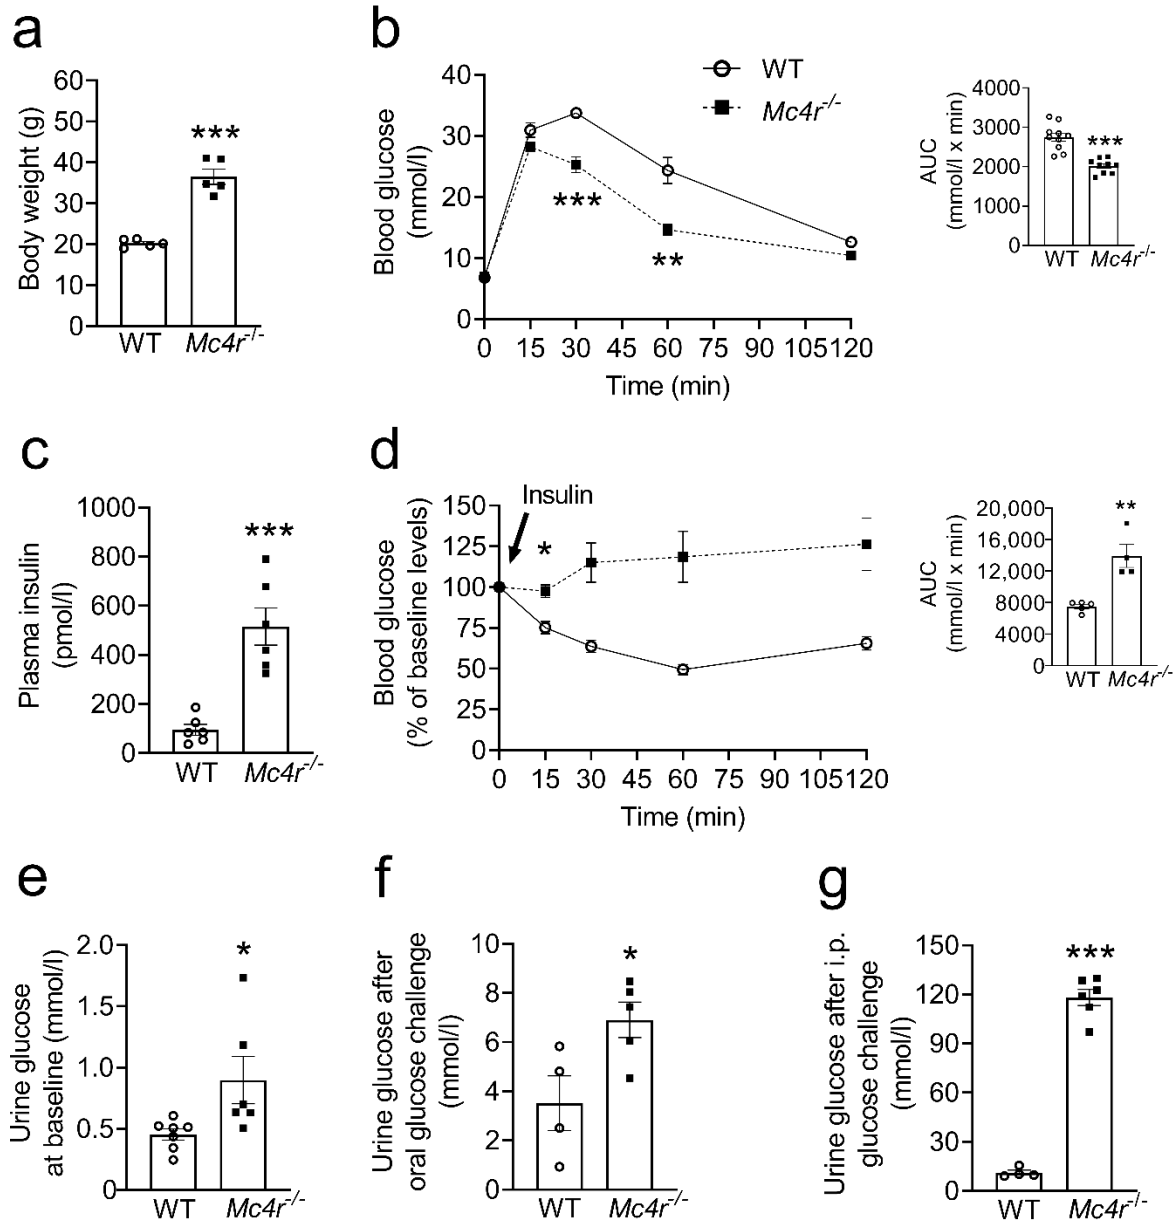 a
60
50
40
30
20
10
0
Body weight (g)
***
WT
Mc4r-/-
b
40
30
20
10
0
Blood glucose
(mmol/l)
WT
Mc4r-/-
***
**
0 15 30 45 60 75 90 105 120
Time (min)
4000
3000
2000
1000
0
AUC
(mmol/l x min)
***
WT
Mc4r-/-
c
1000
800
600
400
200
0
Plasma insulin
(pmol/l)
***
WT
Mc4r-/-
d
150
125
100
75
50
25
0
Blood glucose
(% of baseline levels)
Insulin
*
0 15 30 45 60 75 90 105 120
Time (min)
20,000
16,000
12,000
8000
4000
0
AUC
(mmol/l x min)
**
WT
Mc4r-/-
e
2.0
1.5
1.0
0.5
0
Urine glucose
at baseline (mmol/l)
*
WT
Mc4r-/-
f
10
8
6
4
2
0
Urine glucose after
oral glucose challenge
(mmol/l)
*
WT
Mc4r-/-
g
150
120
90
60
30
0
Urine glucose after i.p.
glucose challenge
(mmol/l)
***
WT
Mc4r-/-